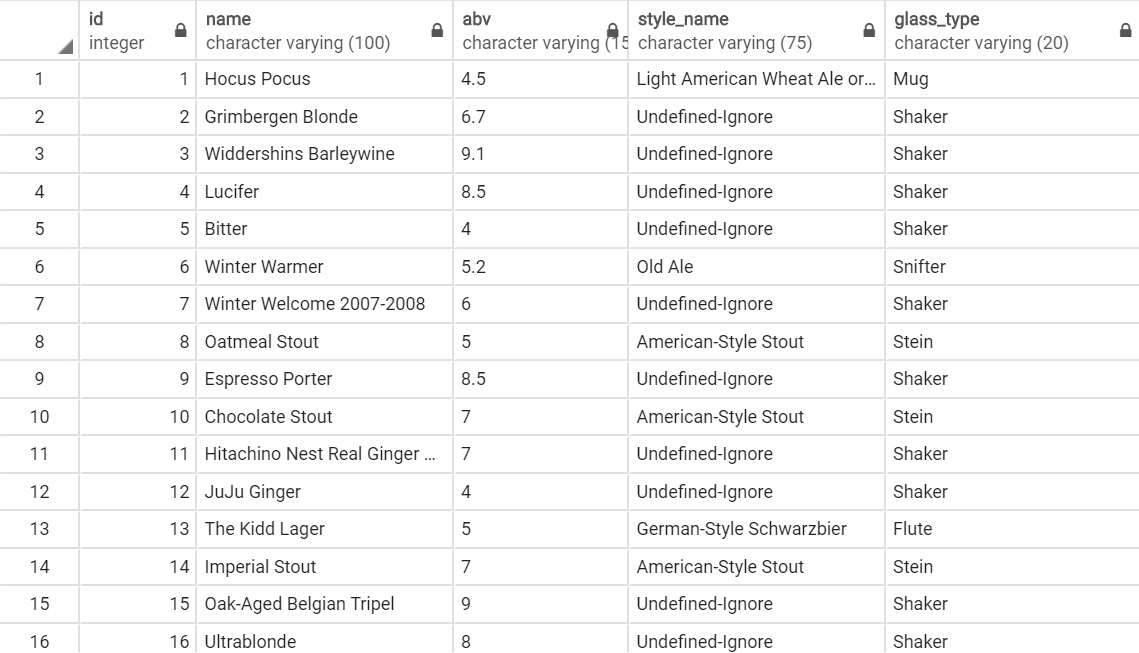 id name abv style_name glass_type
integer character varying (100) character varying (15 character varying (75) character varying (20)
1 1 Hocus Pocus 4.5 Light American Wheat Ale or... Mug
2 2 Grimbergen Blonde 6.7 Undefined-Ignore Shaker
3 3 Widdershins Barleywine 9.1 Undefined-Ignore Shaker
4 4 Lucifer 8.5 Undefined-Ignore Shaker
5 5 Bitter 4 Undefined-Ignore Shaker
6 6 Winter Warmer 5.2 Old Ale Snifter
7 7 Winter Welcome 2007-2008 6 Undefined-Ignore Shaker
8 8 Oatmeal Stout 5 American-Style Stout Stein
9 9 Espresso Porter 8.5 Undefined-Ignore Shaker
10 10 Chocolate Stout 7 American-Style Stout Stein
11 11 Hitachino Nest Real Ginger ... 7 Undefined-Ignore Shaker
12 12 JuJu Ginger 4 Undefined-Ignore Shaker
13 13 The Kidd Lager 5 German-Style Schwarzbier Flute
14 14 Imperial Stout 7 American-Style Stout Stein
15 15 Oak-Aged Belgian Tripel 9 Undefined-Ignore Shaker
16 16 Ultrablonde 8 Undefined-Ignore Shaker